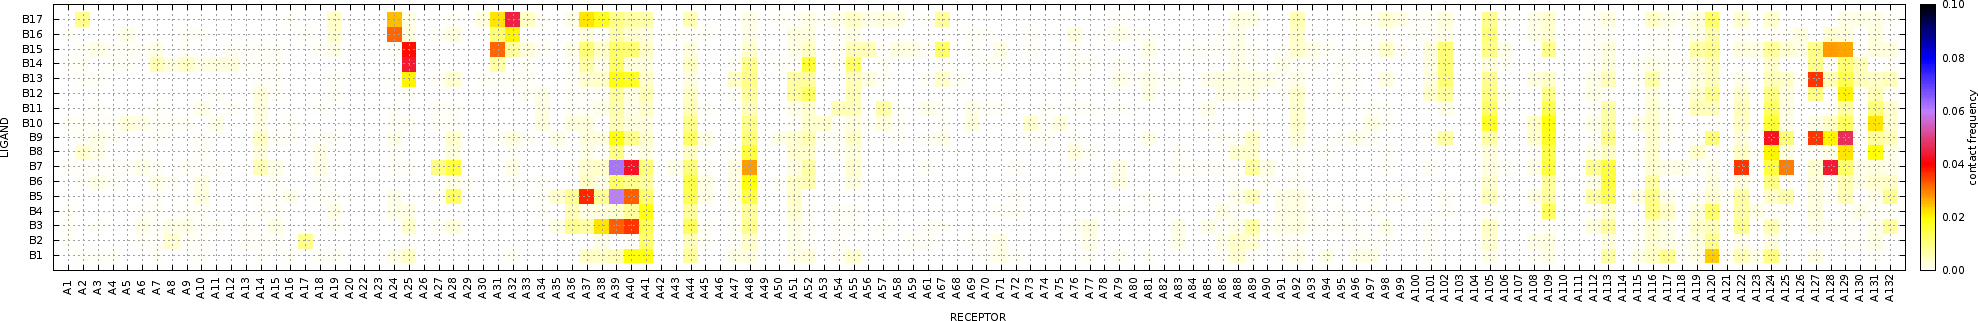 B17
B16
B15
B14
B13
B12
B11
B10
B9
B8
B7
B6
B5
B4
B3
B2
B1
LIGAND
A1 A2 A3 A4 A5 A6 A7 A8 A9 A10 A11 A12 A13 A14 A15 A16 A17 A18 A19 A20 A22 A23 A24 A25 A26 A27 A28 A29 A30 A31 A32 A33 A34 A35 A36 A37 A38 A39 A40 A41 A42 A43 A44 A45 A46 A47 A48 A49 A50 A51 A52 A53 A54 A55 A56 A57 A58 A59 A61 A67 A68 A69 A70 A71 A72 A73 A74 A75 A76 A77 A78 A79 A80 A81 A82 A83 A84 A85 A86 A88 A89 A90 A91 A92 A93 A94 A95 A96 A97 A98 A99 A100 A101 A102 A103 A104 A105 A106 A107 A108 A109 A110 A111 A112 A113 A114 A115 A116 A117 A118 A119 A120 A121 A122 A123 A124 A125 A126 A127 A128 A129 A130 A131 A132
RECEPTOR
0.10
0.08
0.06
0.04
0.02
0.00
contact frequency